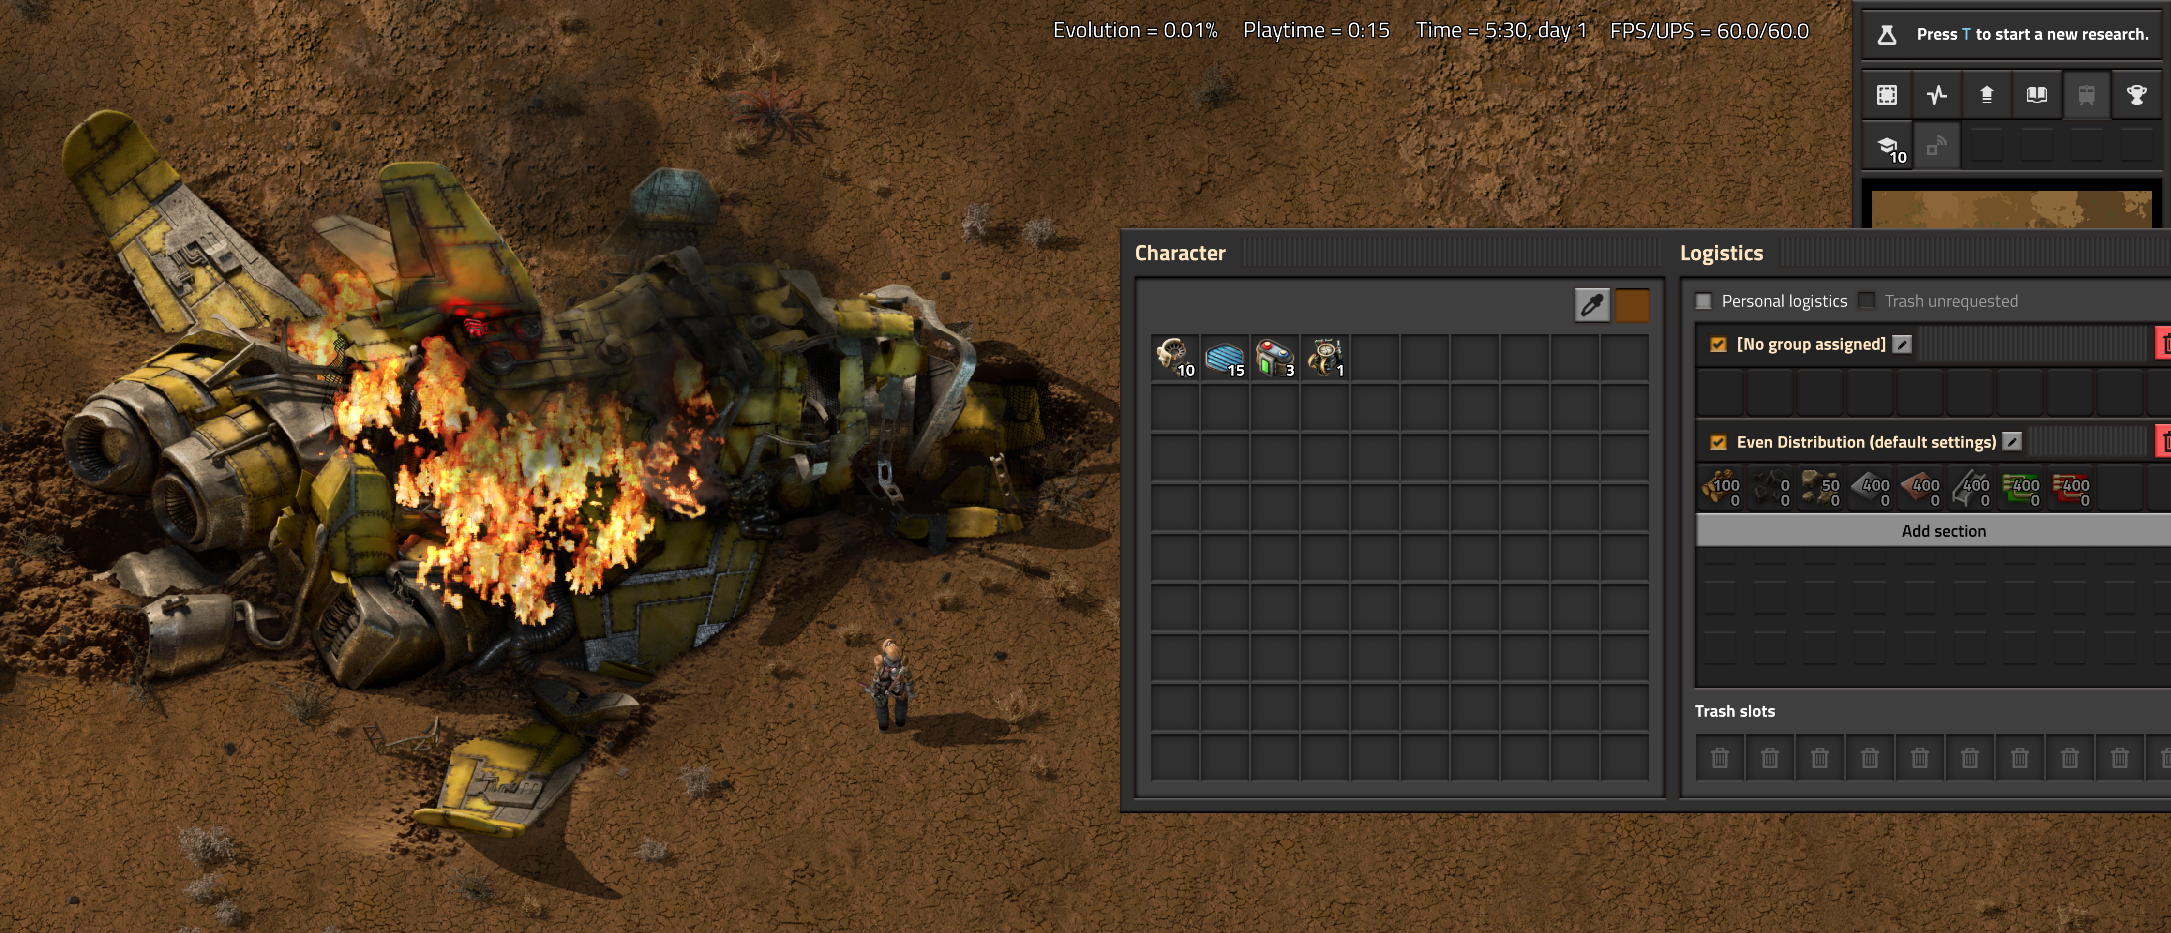 Evolution = 0.01% Playtime = 0:15 Time = 5:30, day 1 FPS/UPS = 60.0/60.0
Press T to start a new research.
10
Character
10 15 3 1
Logistics
Personal logistics Trash unrequested
[No group assigned]
Even Distribution (default settings)
100 0 50 400 400 400 400 400
0 0 0 0 0 0 0 0
Add section
Trash slots